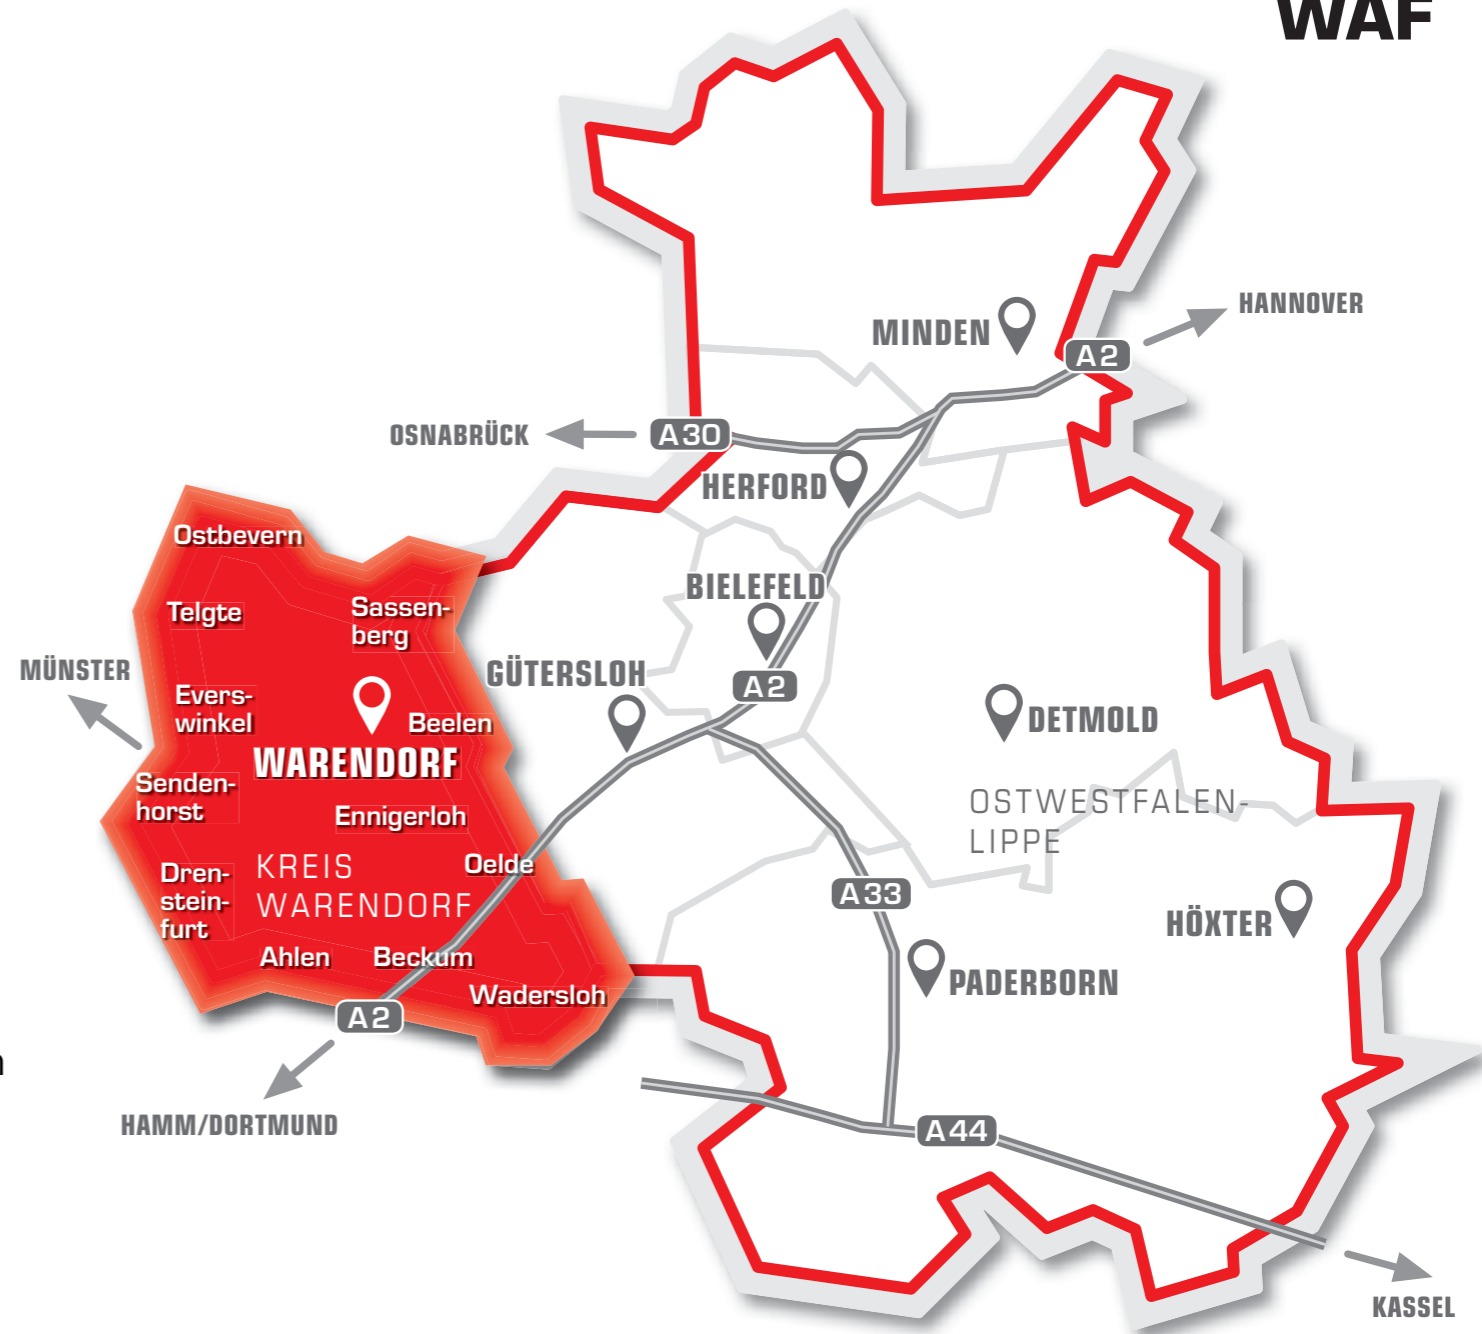 WAF
HANNOVER
MINDEN
A2
OSNABRÜCK
A30
HERFORD
Ostbevern
BIELEFELD
Telgte
Sassen-
berg
MÜNSTER
GÜTERSLOH
A2
Evers-
winkel
Beelen
DETMOLD
WARENDORF
Senden-
horst
Ennigerloh
OSTWESTFALEN-
LIPPE
KREIS
WARENDORF
Oelde
Dren-
stein-
furt
A33
HÖXTER
Ahlen
Beckum
PADERBORN
Wadersloh
A2
HAMM/DORTMUND
A44
KASSEL